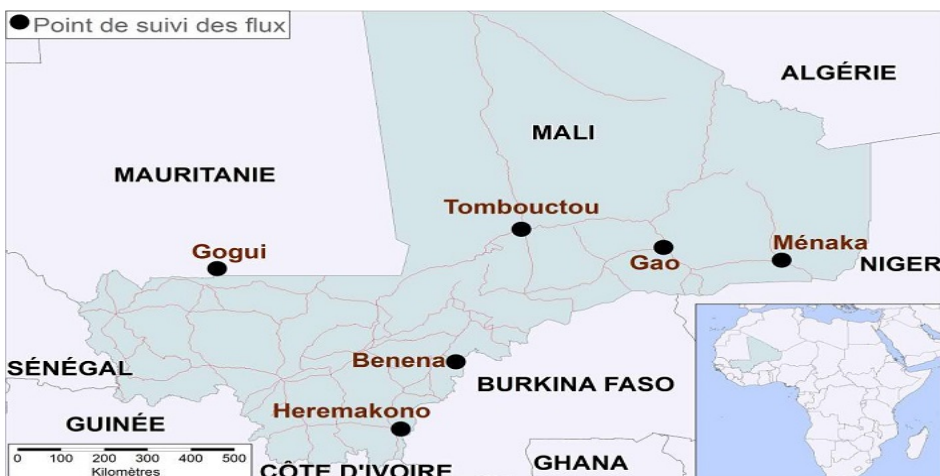 Point de suivi des flux
ALGÉRIE
MALI
MAURITANIE
Tombouctou
Gogui
Ménaka
Gao
NIGER
Benena
SÉNÉGAL
BURKINA FASO
Heremakono
GUINÉE
0 100 200 300 400 500
Kilomètres
CÔTE D'IVOIRE
GHANA